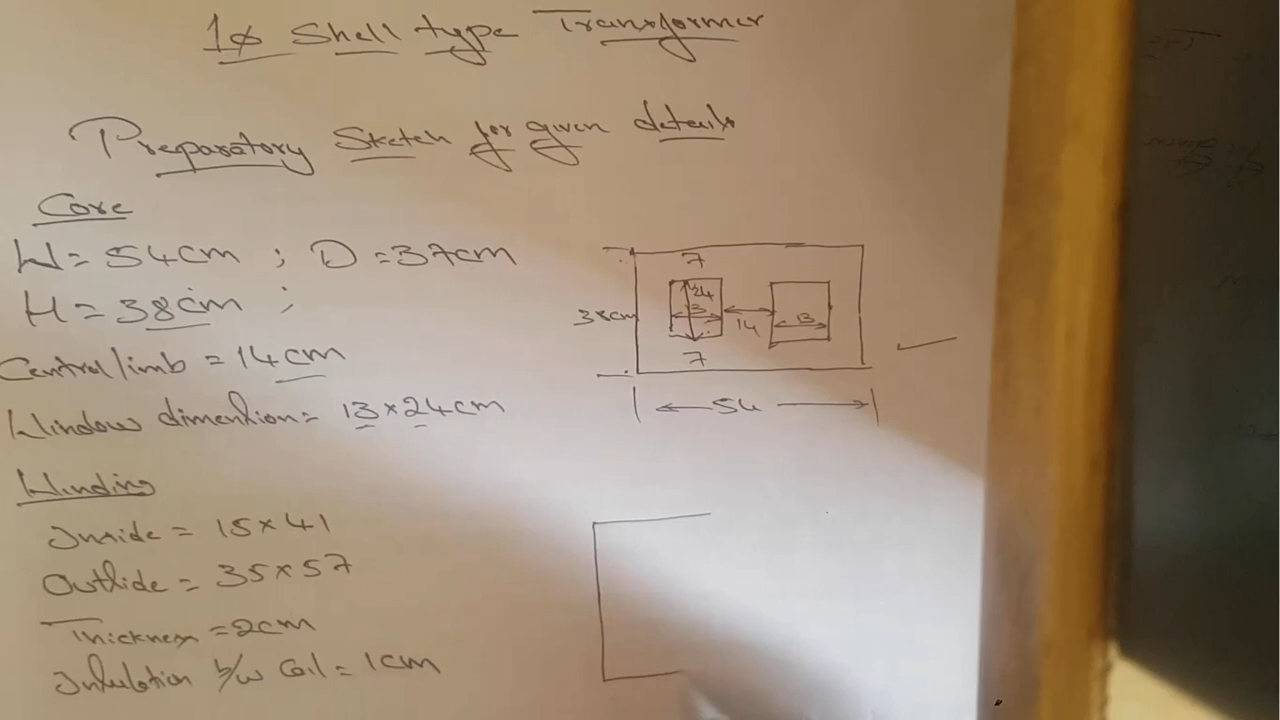 1ø Shell type Transformer
Preparatory Sketch for given details
Core
W = 54cm ; D = 37cm
H = 38cm ;
Central limb = 14cm
Window dimension = 13 × 24cm
Winding
Inside = 15 × 41
Outside = 35 × 57
Thickness = 2cm
Insulation b/w Coil = 1cm
7
24
13
38cm
14
13
7
54